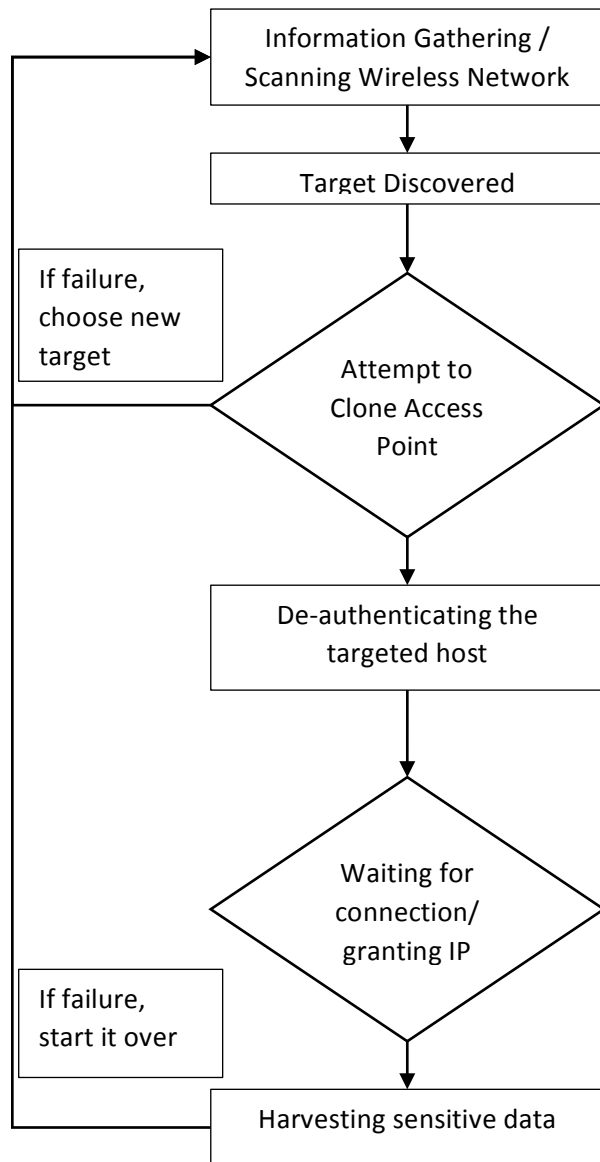 Information Gathering /
Scanning Wireless Network
Target Discovered
If failure,
choose new
target
Attempt to
Clone Access
Point
De-authenticating the
targeted host
Waiting for
connection/
granting IP
If failure,
start it over
Harvesting sensitive data